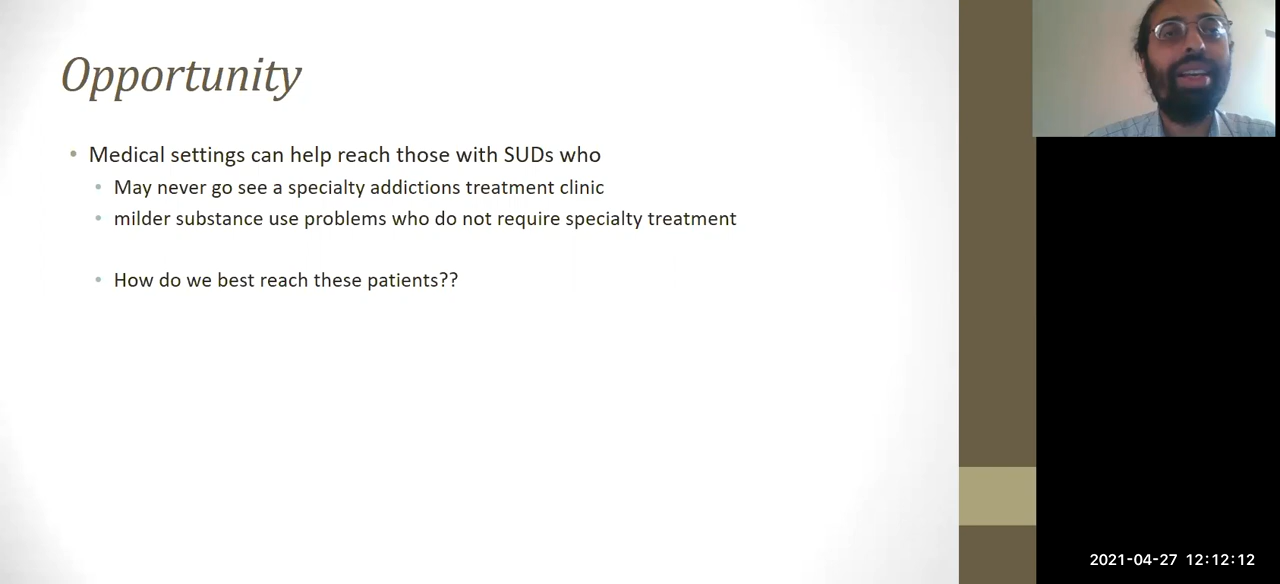 Opportunity
• Medical settings can help reach those with SUDs who
• May never go see a specialty addictions treatment clinic
• milder substance use problems who do not require specialty treatment
• How do we best reach these patients??
2021-04-27 12:12:12